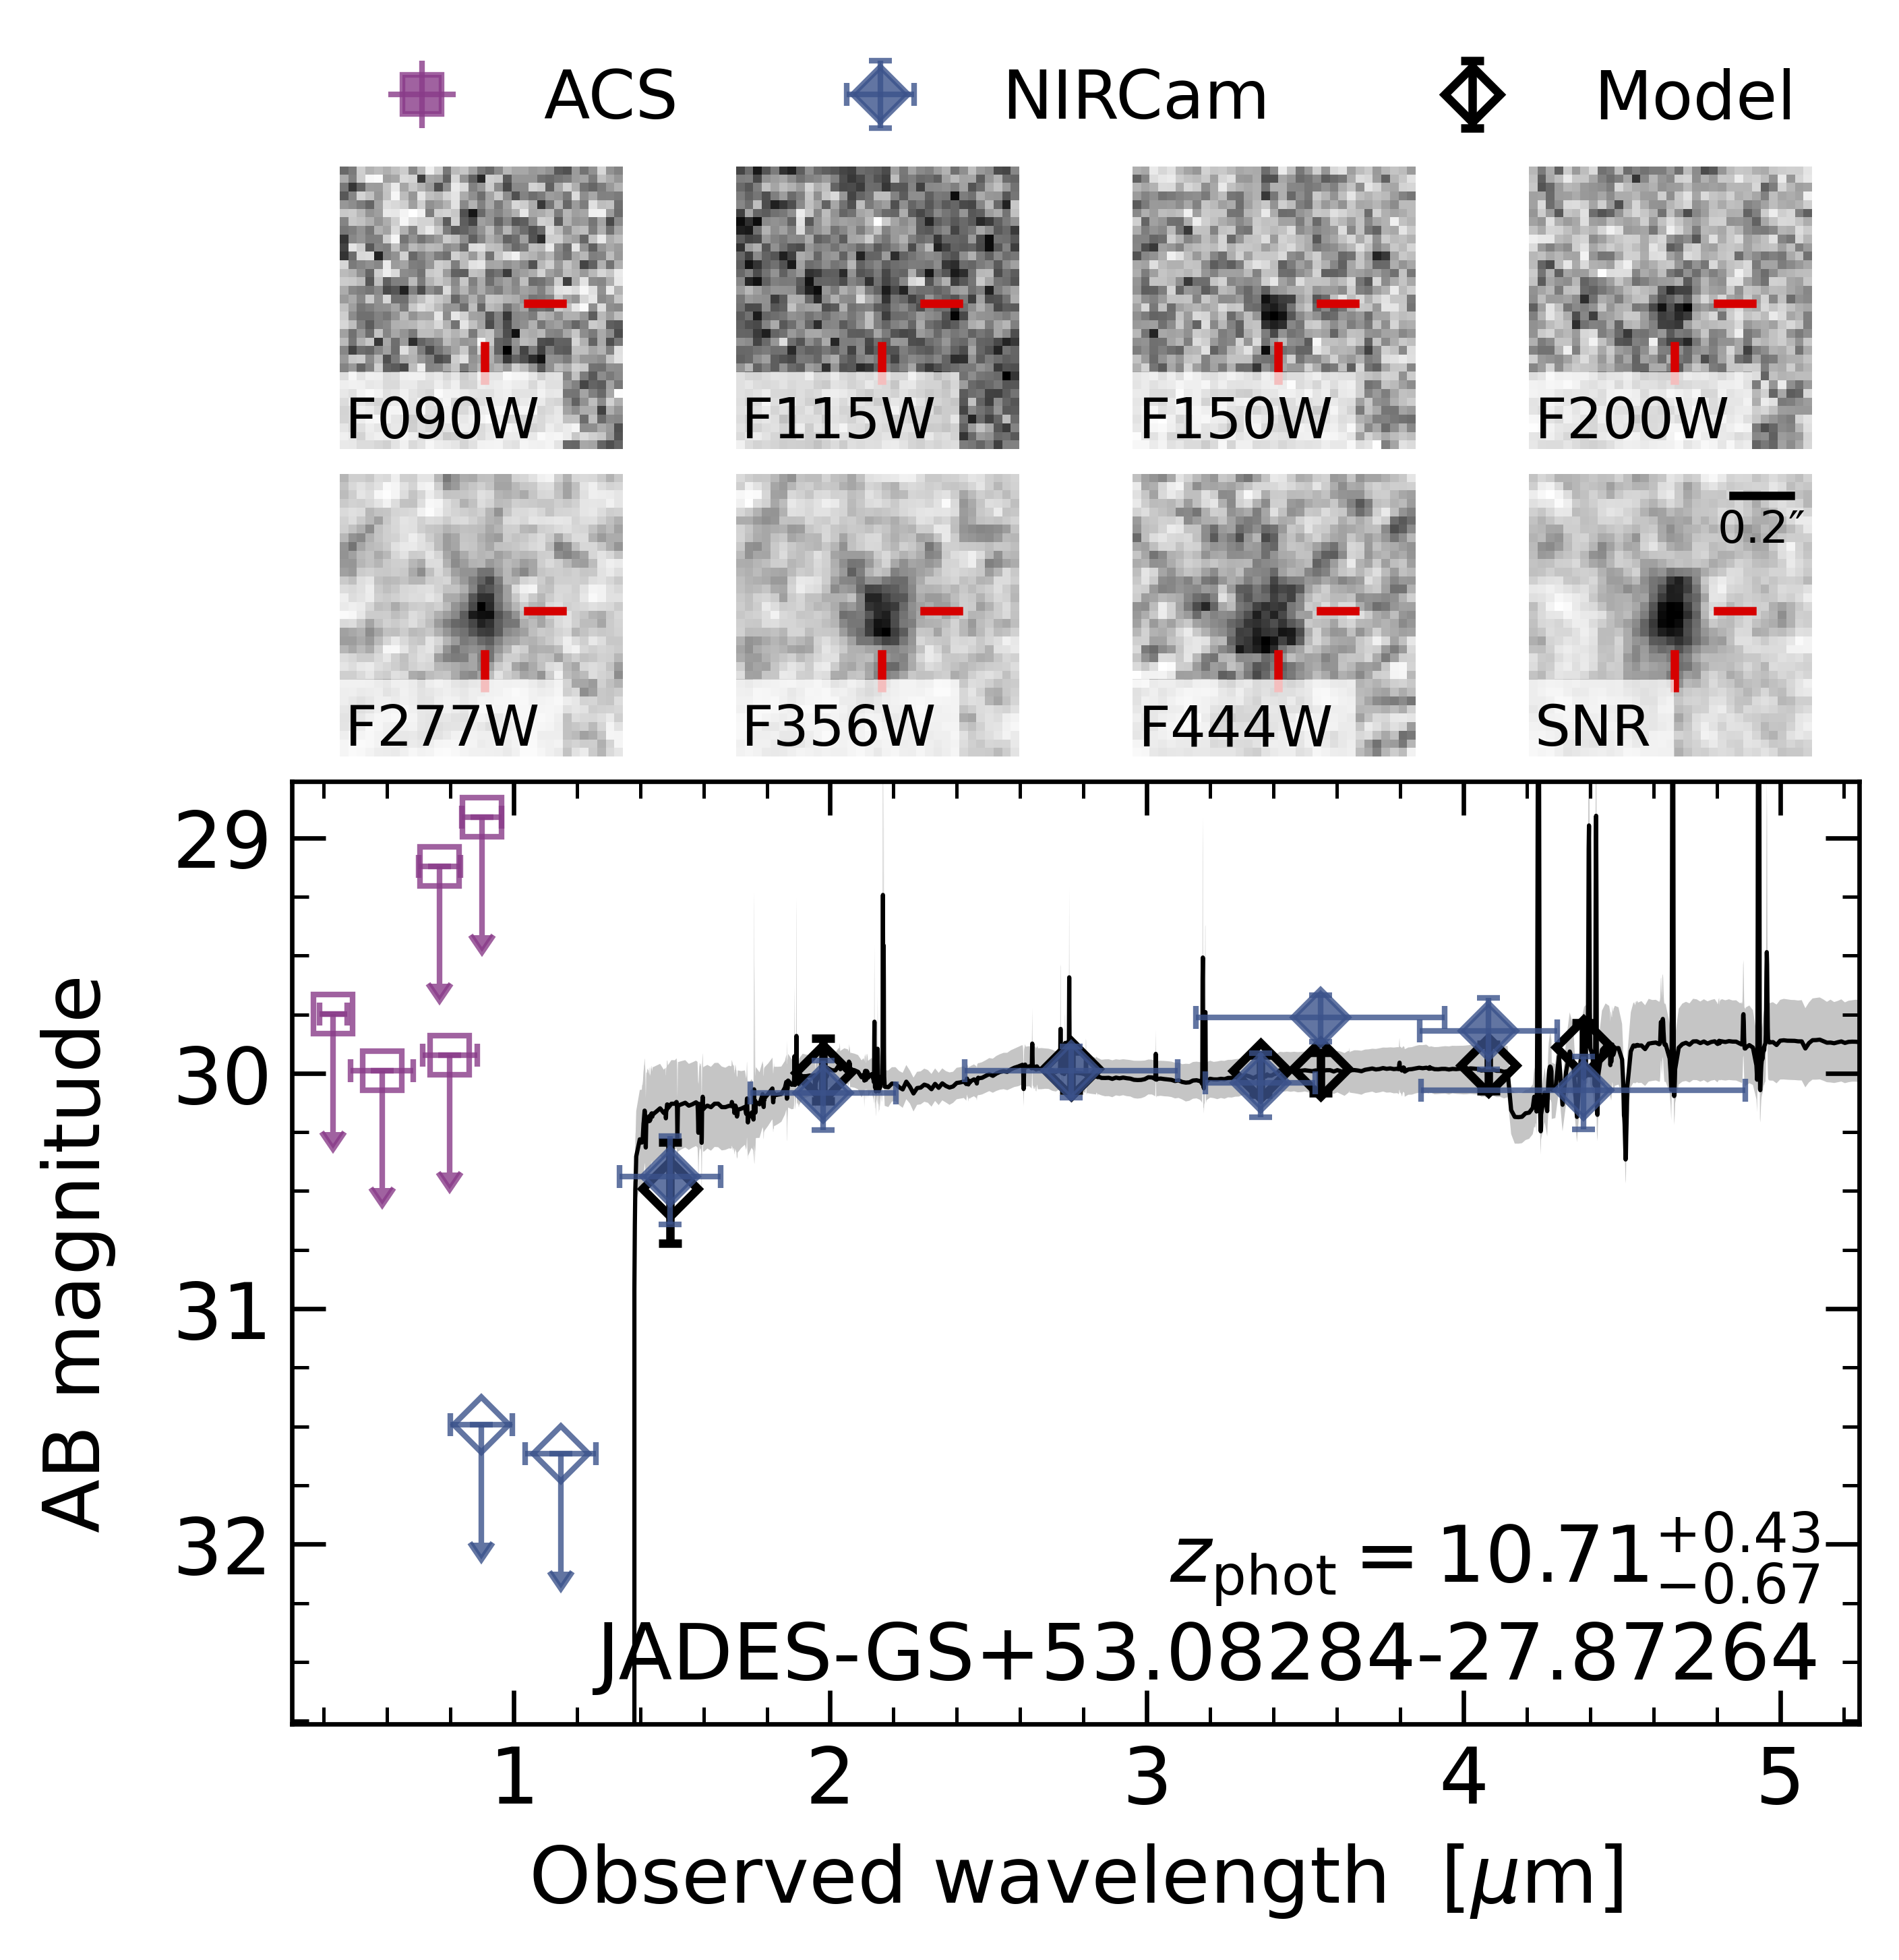 ACS NIRCam Model
F090W F115W F150W F200W
0.2″
F277W F356W F444W SNR
29
30
31
32
AB magnitude
z_phot = 10.71 +0.43 −0.67
JADES-GS+53.08284-27.87264
1 2 3 4 5
Observed wavelength [μm]